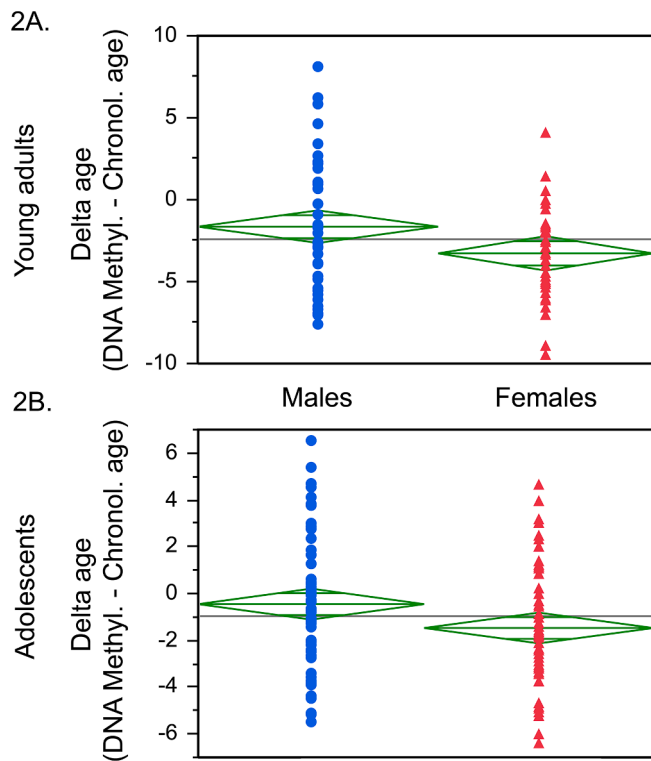 2A.
Young adults
Delta age
(DNA Methyl. - Chronol. age)
10
5
0
-5
-10
Males Females
2B.
Adolescents
Delta age
(DNA Methyl. - Chronol. age)
6
4
2
0
-2
-4
-6